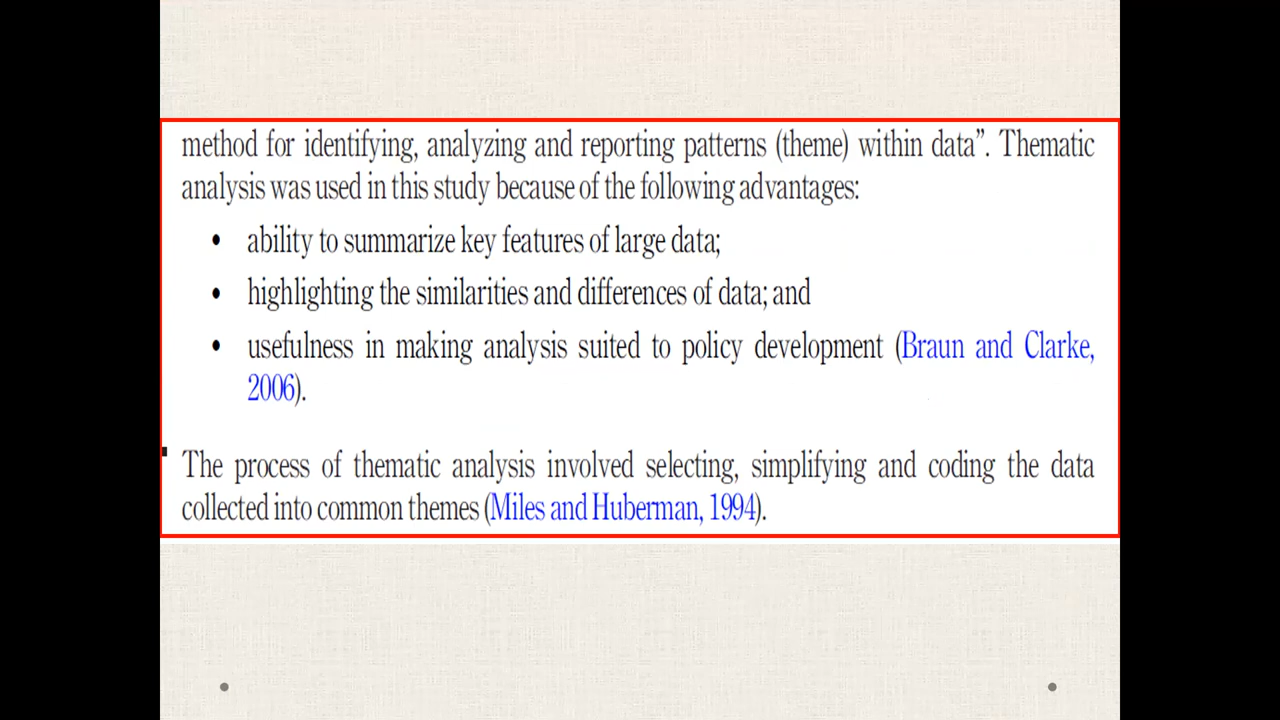 method for identifying, analyzing and reporting patterns (theme) within data”. Thematic
analysis was used in this study because of the following advantages:
• ability to summarize key features of large data;
• highlighting the similarities and differences of data; and
• usefulness in making analysis suited to policy development (Braun and Clarke,
2006).
The process of thematic analysis involved selecting, simplifying and coding the data
collected into common themes (Miles and Huberman, 1994).